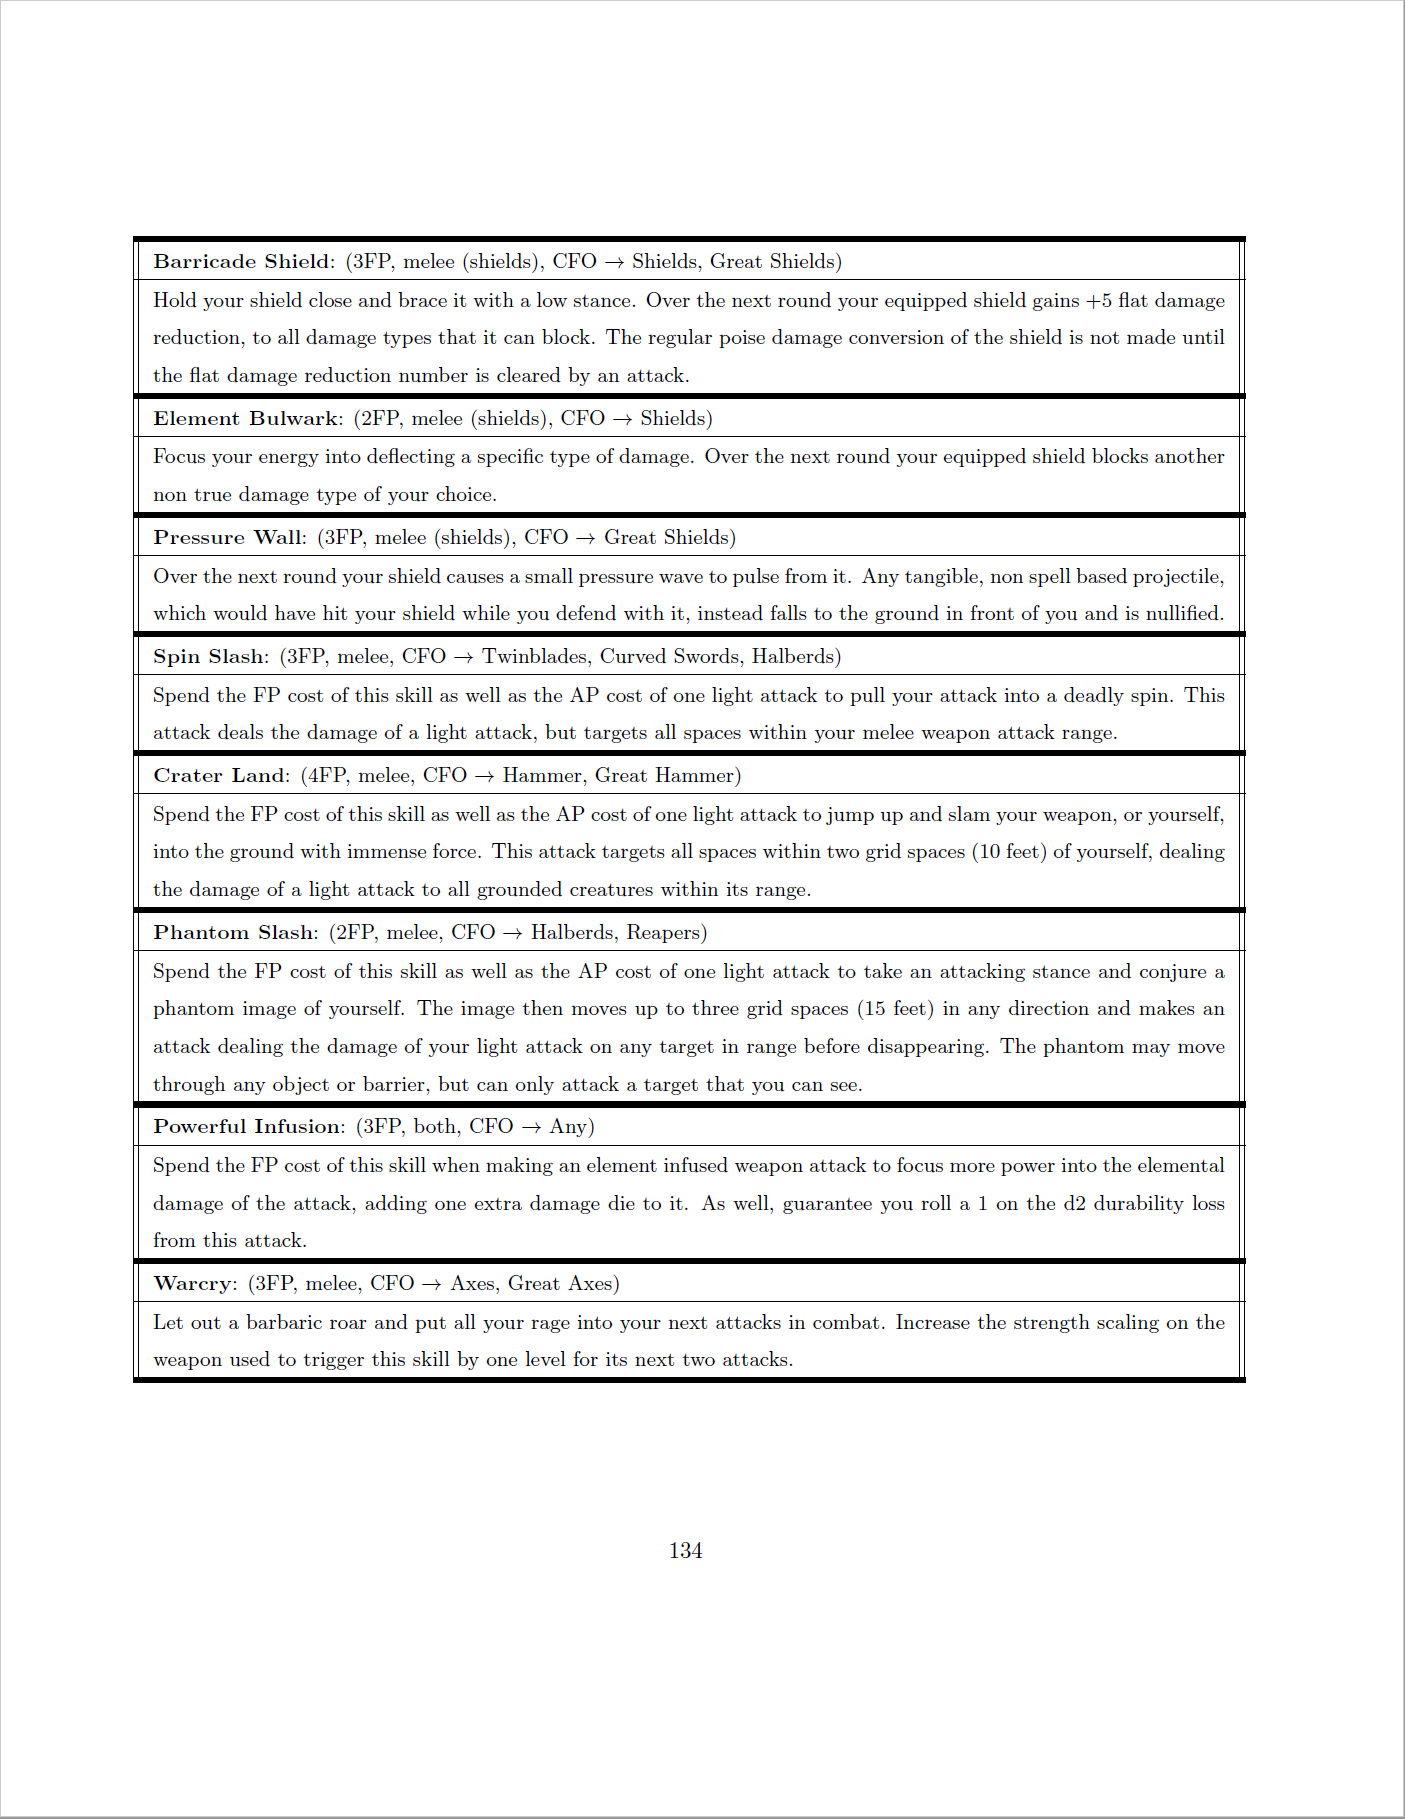 Barricade Shield: (3FP, melee (shields), CFO → Shields, Great Shields)
Hold your shield close and brace it with a low stance. Over the next round your equipped shield gains +5 flat damage
reduction, to all damage types that it can block. The regular poise damage conversion of the shield is not made until
the flat damage reduction number is cleared by an attack.
Element Bulwark: (2FP, melee (shields), CFO → Shields)
Focus your energy into deflecting a specific type of damage. Over the next round your equipped shield blocks another
non true damage type of your choice.
Pressure Wall: (3FP, melee (shields), CFO → Great Shields)
Over the next round your shield causes a small pressure wave to pulse from it. Any tangible, non spell based projectile,
which would have hit your shield while you defend with it, instead falls to the ground in front of you and is nullified.
Spin Slash: (3FP, melee, CFO → Twinblades, Curved Swords, Halberds)
Spend the FP cost of this skill as well as the AP cost of one light attack to pull your attack into a deadly spin. This
attack deals the damage of a light attack, but targets all spaces within your melee weapon attack range.
Crater Land: (4FP, melee, CFO → Hammer, Great Hammer)
Spend the FP cost of this skill as well as the AP cost of one light attack to jump up and slam your weapon, or yourself,
into the ground with immense force. This attack targets all spaces within two grid spaces (10 feet) of yourself, dealing
the damage of a light attack to all grounded creatures within its range.
Phantom Slash: (2FP, melee, CFO → Halberds, Reapers)
Spend the FP cost of this skill as well as the AP cost of one light attack to take an attacking stance and conjure a
phantom image of yourself. The image then moves up to three grid spaces (15 feet) in any direction and makes an
attack dealing the damage of your light attack on any target in range before disappearing. The phantom may move
through any object or barrier, but can only attack a target that you can see.
Powerful Infusion: (3FP, both, CFO → Any)
Spend the FP cost of this skill when making an element infused weapon attack to focus more power into the elemental
damage of the attack, adding one extra damage die to it. As well, guarantee you roll a 1 on the d2 durability loss
from this attack.
Warcry: (3FP, melee, CFO → Axes, Great Axes)
Let out a barbaric roar and put all your rage into your next attacks in combat. Increase the strength scaling on the
weapon used to trigger this skill by one level for its next two attacks.
134